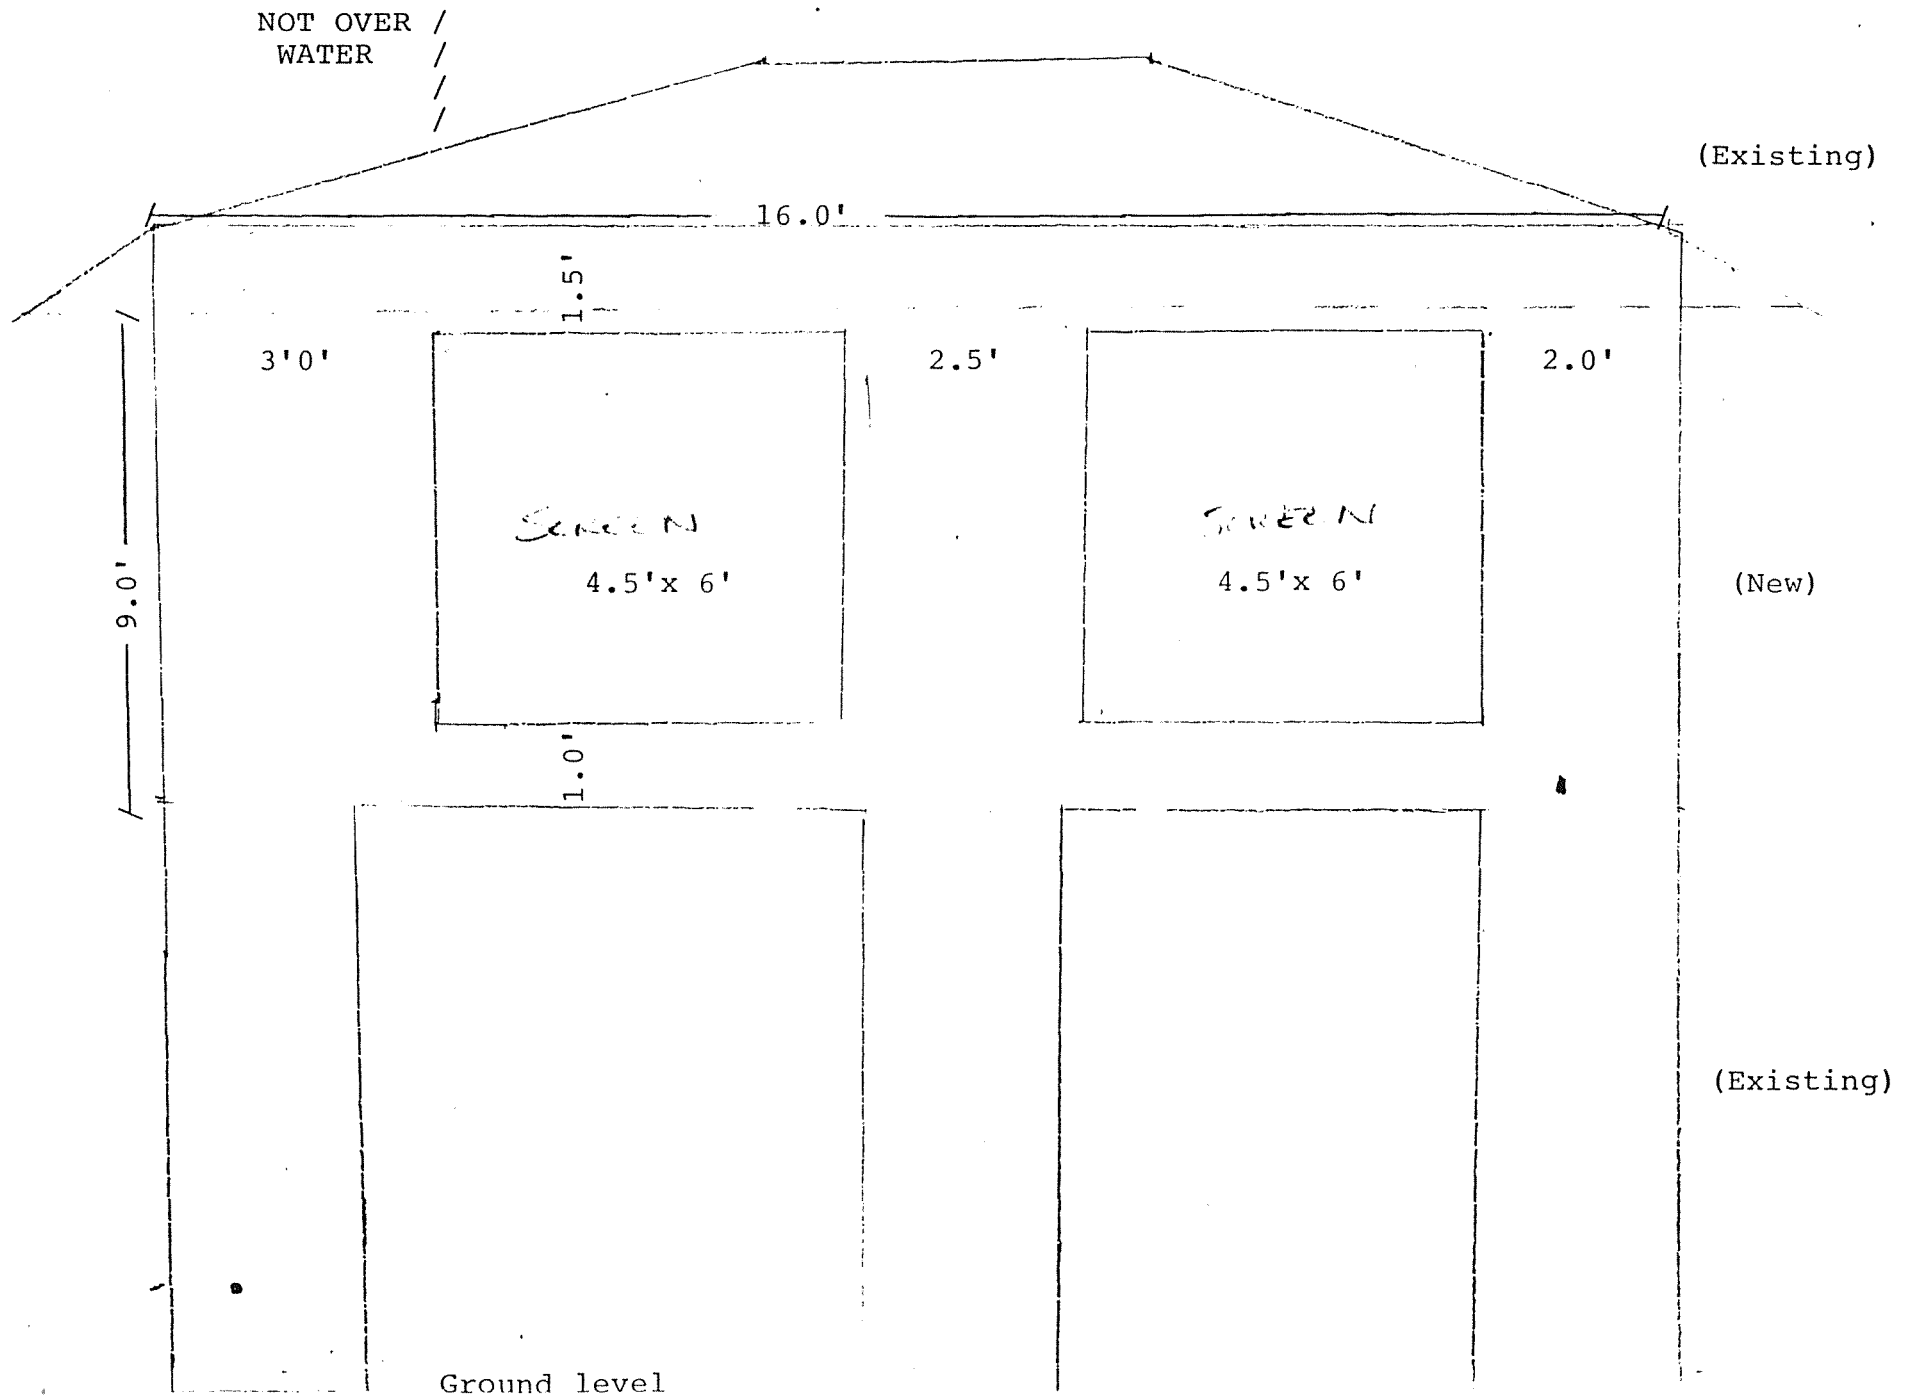 NOT OVER
WATER
(Existing)
16.0'
1.5'
3'0'
2.5'
2.0'
SCREEN
SCREEN
4.5'x 6'
4.5'x 6'
(New)
9.0'
1.0'
(Existing)
Ground level